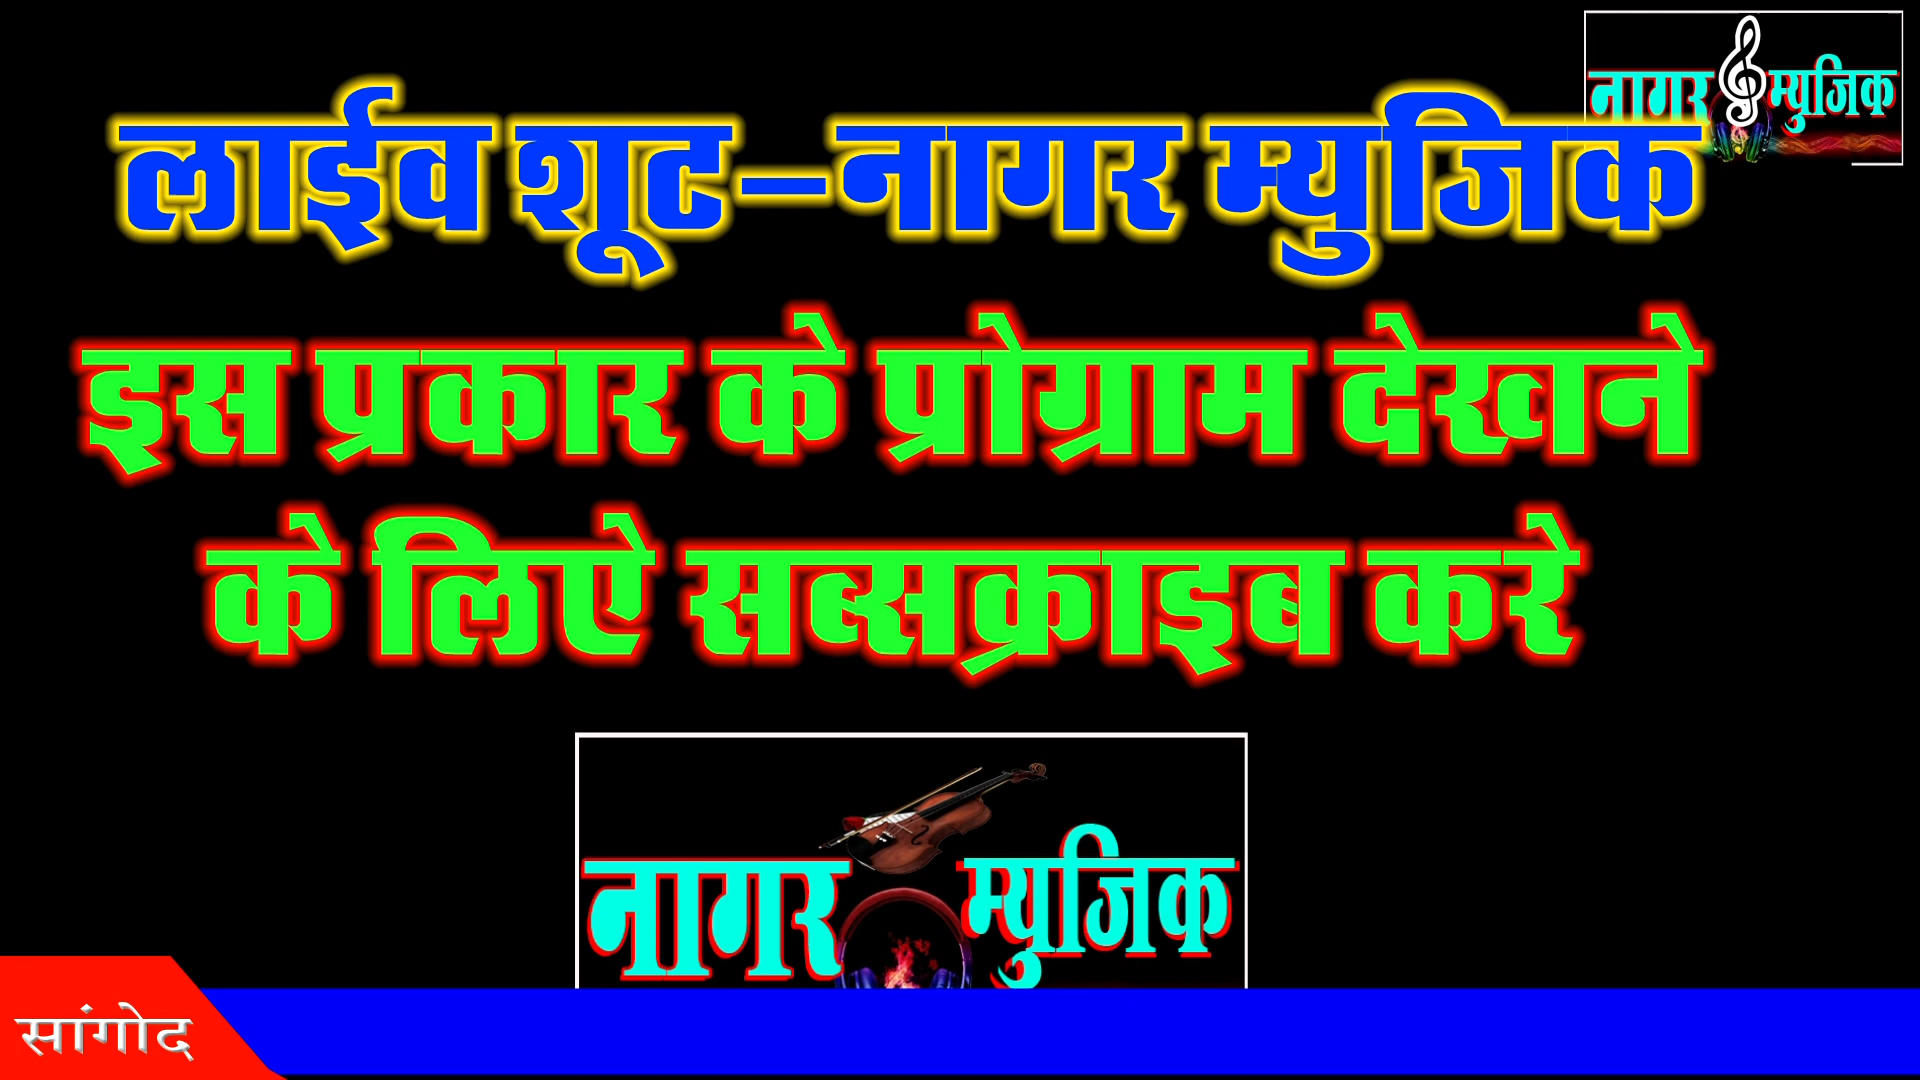 नागर म्युजिक
लाईव शूट-नागर म्युजिक
इस प्रकार के प्रोग्राम देखने
के लिऐ सब्सक्राइब करे
नागर म्युजिक
सांगोद